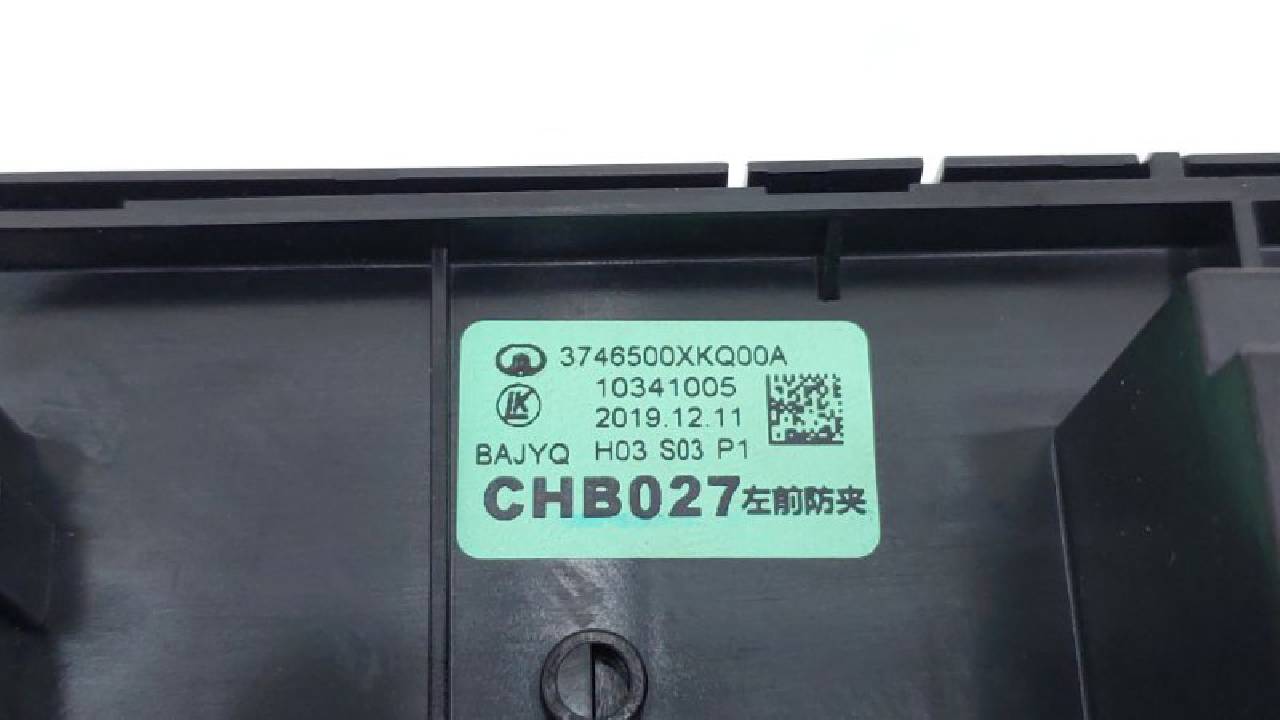 3746500XKQ00A
10341005
LK
2019.12.11
BAJYQ H03 S03 P1
CHB027左前防夹